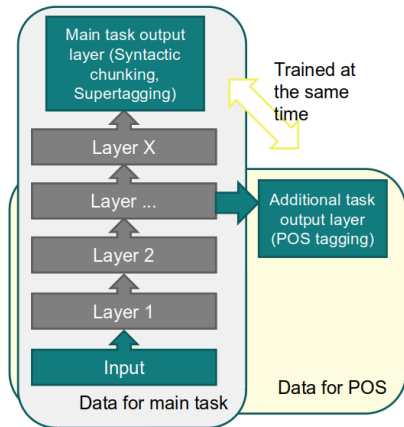 Main task output
layer (Syntactic
chunking,
Supertagging)
Trained at
the same
time
Layer X
Layer ...
Additional task
output layer
(POS tagging)
Layer 2
Layer 1
Input
Data for POS
Data for main task